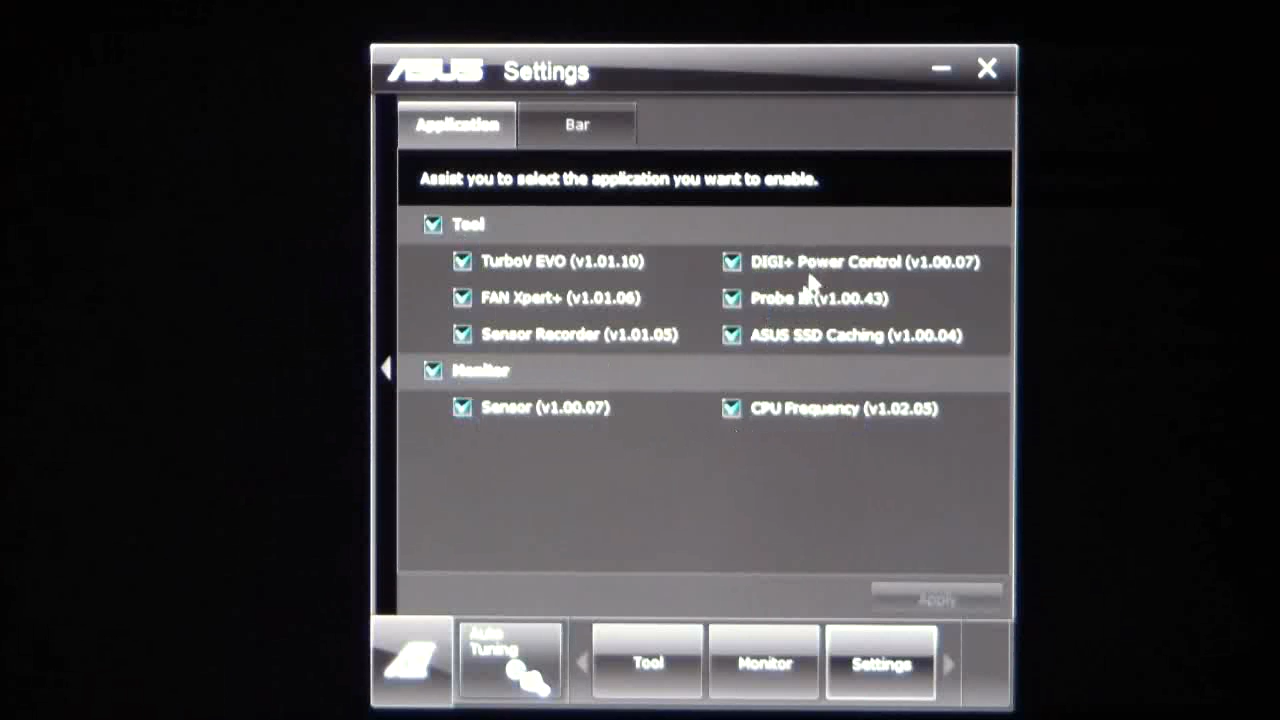 ASUS Settings
Application Bar
Assist you to select the application you want to enable.
Tool
TurboV EVO (v1.01.10) DIGI+ Power Control (v1.00.07)
FAN Xpert+ (v1.01.06) Probe II (v1.00.43)
Sensor Recorder (v1.01.05) ASUS SSD Caching (v1.00.04)
Monitor
Sensor (v1.00.07) CPU Frequency (v1.02.05)
Apply
Auto
Tuning
Tool Monitor Settings